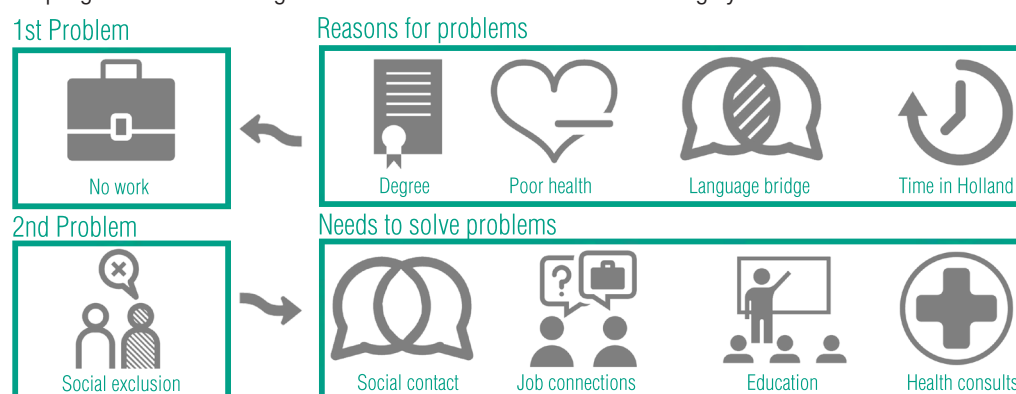 1st Problem
Reasons for problems
No work
Degree
Poor health
Language bridge
Time in Holland
2nd Problem
Needs to solve problems
?
Social exclusion
Social contact
Job connections
Education
Health consults